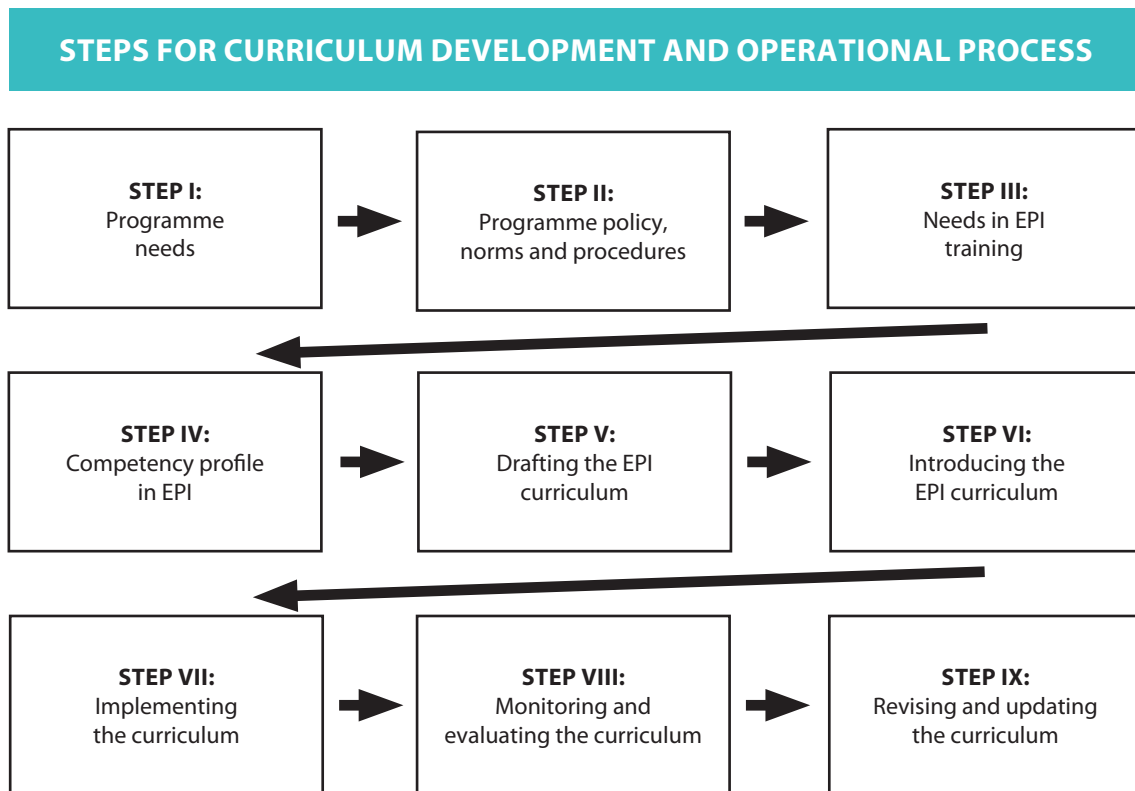 STEPS FOR CURRICULUM DEVELOPMENT AND OPERATIONAL PROCESS
STEP I:
Programme
needs
STEP II:
Programme policy,
norms and procedures
STEP III:
Needs in EPI
training
STEP IV:
Competency profile
in EPI
STEP V:
Drafting the EPI
curriculum
STEP VI:
Introducing the
EPI curriculum
STEP VII:
Implementing
the curriculum
STEP VIII:
Monitoring and
evaluating the curriculum
STEP IX:
Revising and updating
the curriculum